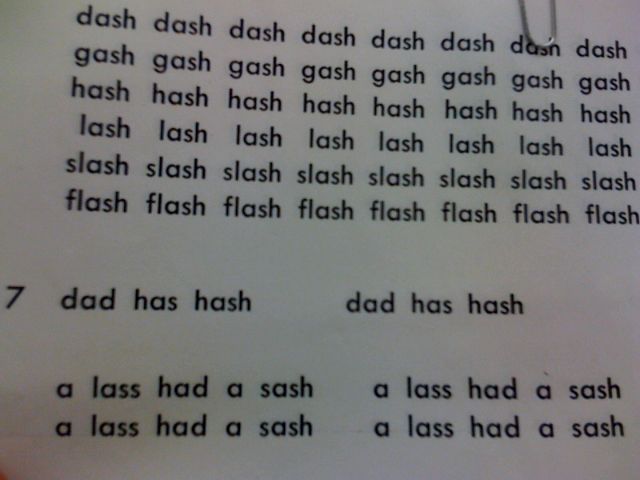 dash dash dash dash dash dash dash dash
gash gash gash gash gash gash gash gash
hash hash hash hash hash hash hash hash
lash lash lash lash lash lash lash lash
slash slash slash slash slash slash slash slash
flash flash flash flash flash flash flash flash
7 dad has hash dad has hash
a lass had a sash a lass had a sash
a lass had a sash a lass had a sash